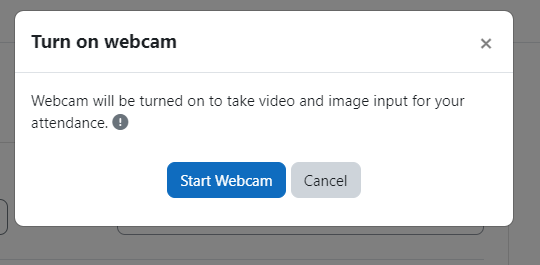 Turn on webcam
Webcam will be turned on to take video and image input for your
attendance.
Start Webcam Cancel